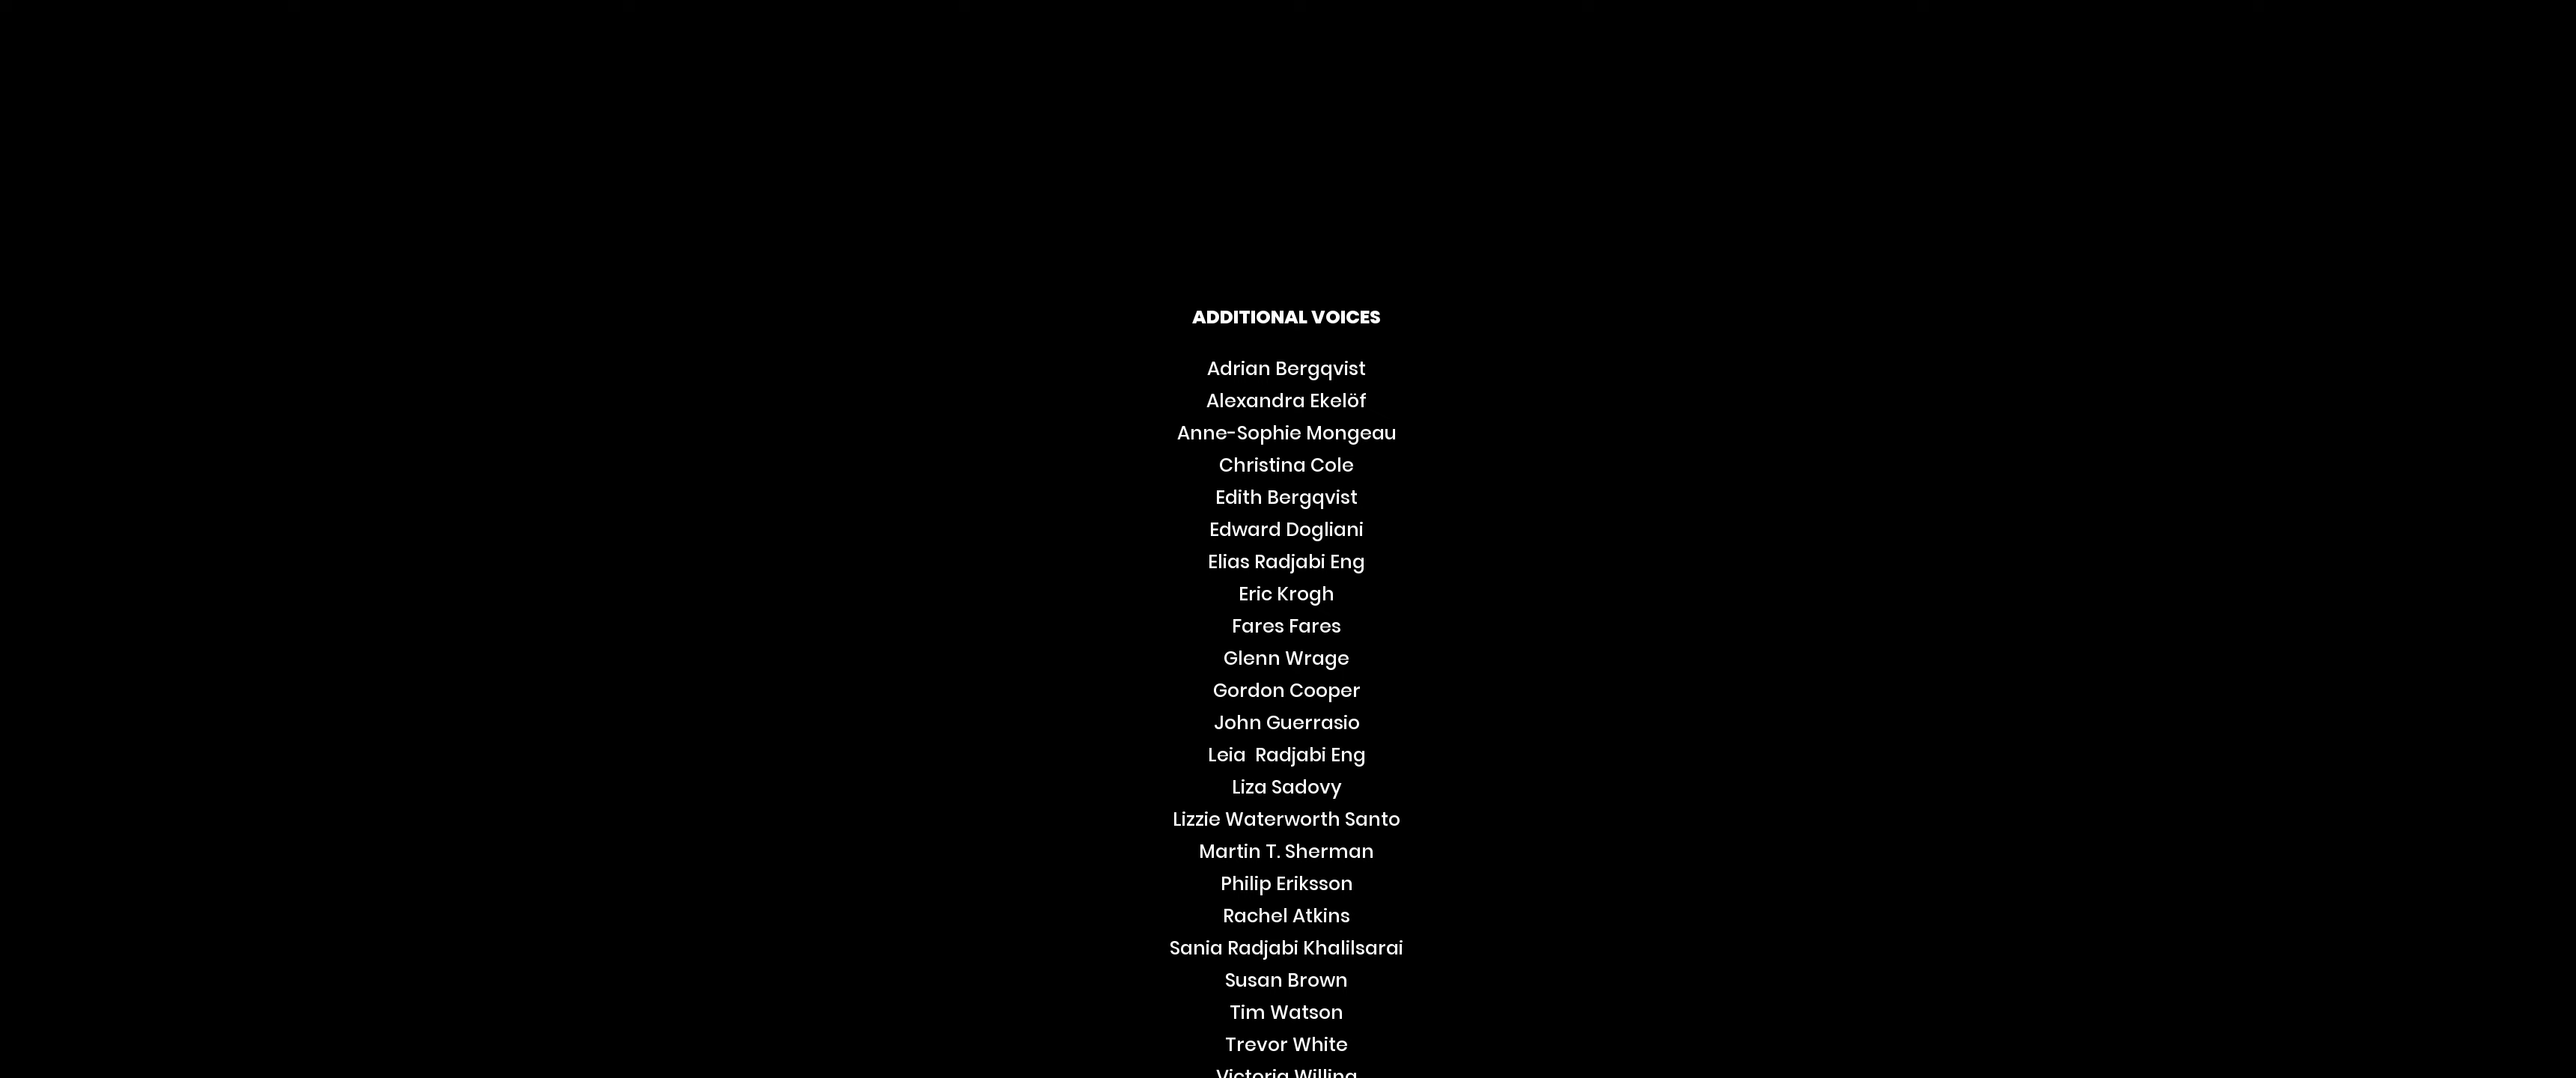 ADDITIONAL VOICES
Adrian Bergqvist
Alexandra Ekelöf
Anne-Sophie Mongeau
Christina Cole
Edith Bergqvist
Edward Dogliani
Elias Radjabi Eng
Eric Krogh
Fares Fares
Glenn Wrage
Gordon Cooper
John Guerrasio
Leia  Radjabi Eng
Liza Sadovy
Lizzie Waterworth Santo
Martin T. Sherman
Philip Eriksson
Rachel Atkins
Sania Radjabi Khalilsarai
Susan Brown
Tim Watson
Trevor White
Victoria Willing